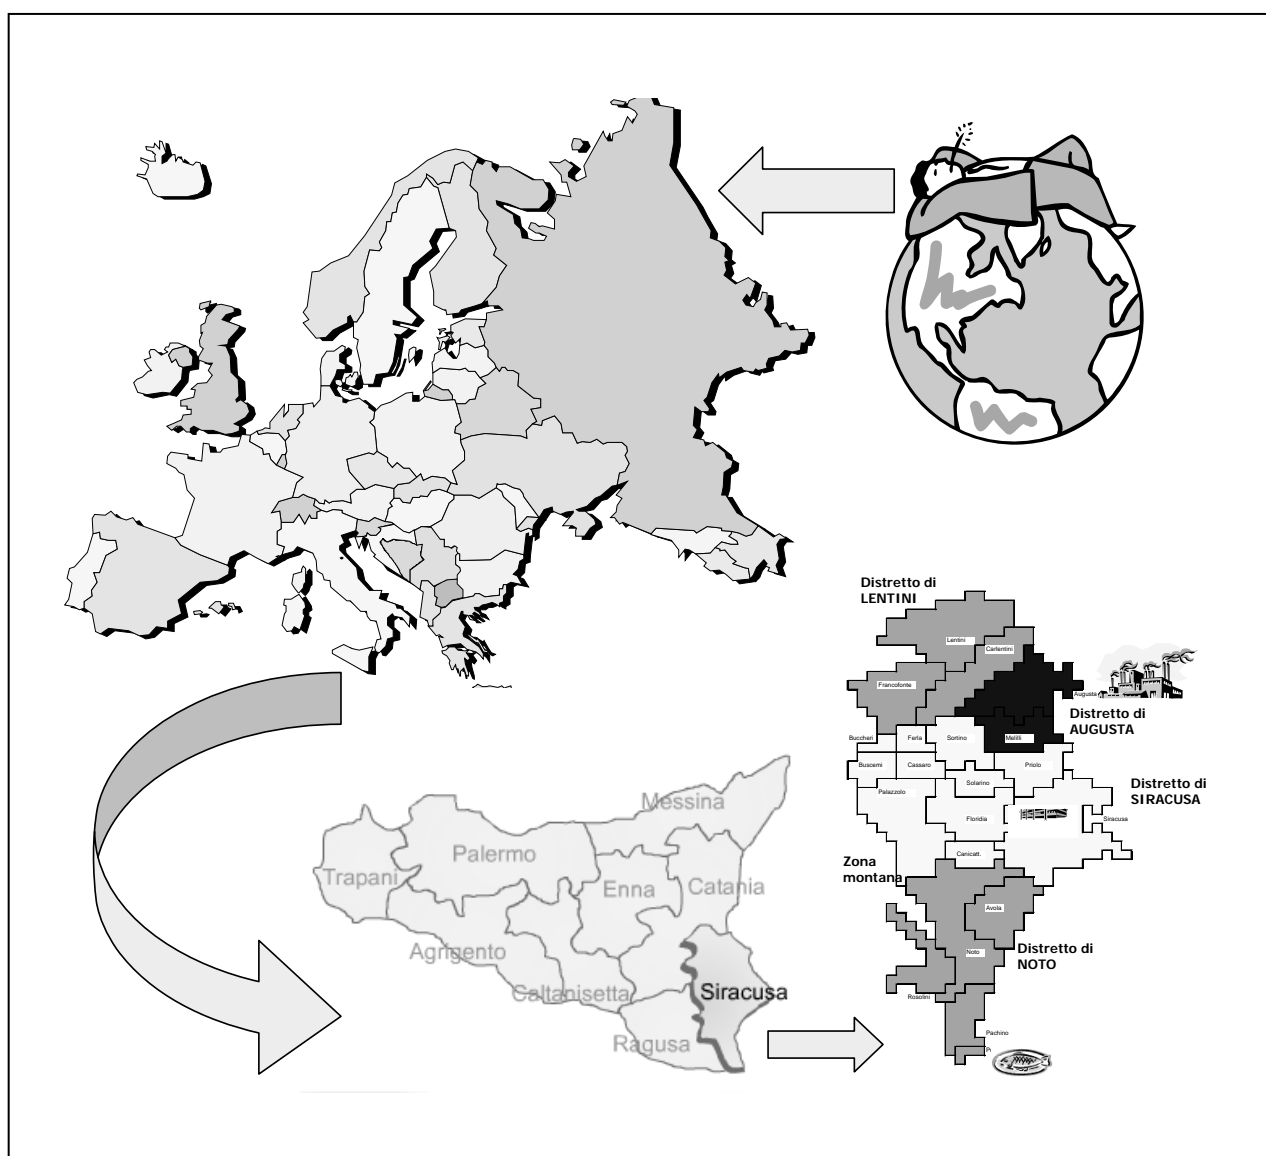 Distretto di
LENTINI
Lentini
Carlentini
Francofonte
Augusta
Distretto di
AUGUSTA
Buccheri
Ferla
Sortino
Melilli
Buscemi
Cassaro
Priolo
Solarino
Distretto di
SIRACUSA
Palazzolo
Floridia
Siracusa
Canicatt.
Zona
montana
Avola
Noto
Distretto di
NOTO
Rosolini
Pachino
P
Messina
Palermo
Trapani
Enna
Catania
Agrigento
Caltanisetta
Siracusa
Ragusa